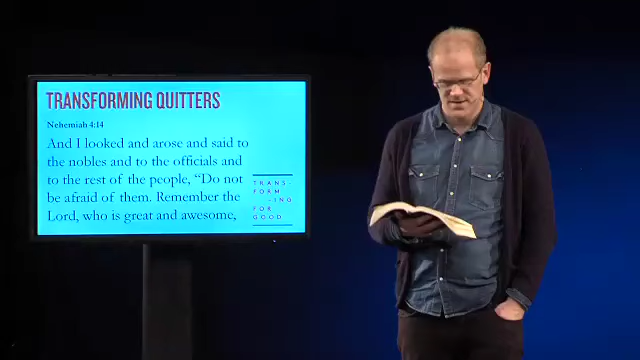 TRANSFORMING QUITTERS
Nehemiah 4:14
And I looked and arose and said to
the nobles and to the officials and
to the rest of the people, “Do not
be afraid of them. Remember the
Lord, who is great and awesome,
TRANS-
FORM
-ING
FOR
GOOD